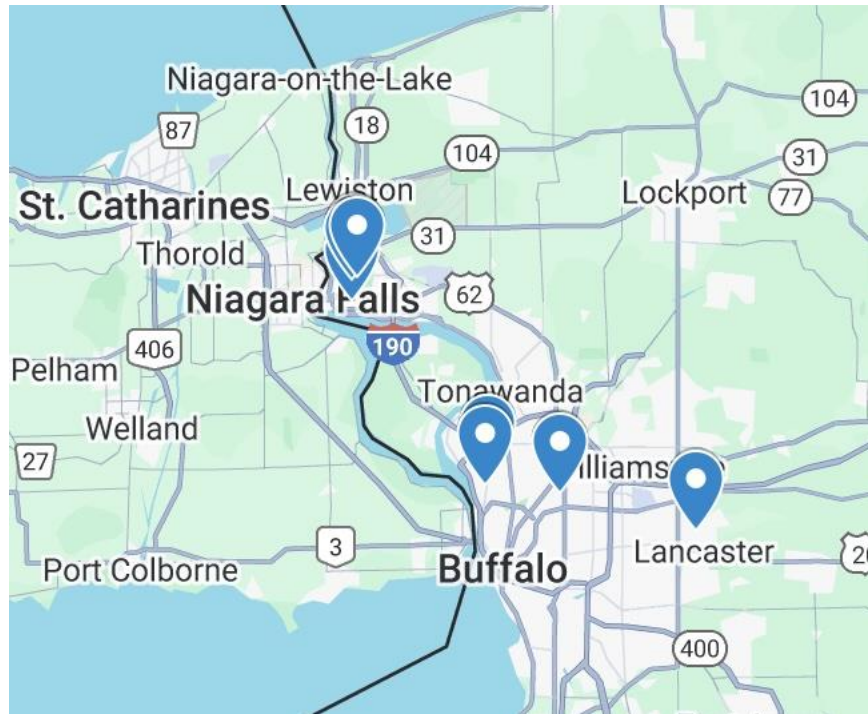 Niagara-on-the-Lake
104
87
18
104
31
Lewiston
Lockport
77
St. Catharines
31
Thorold
62
Niagara Falls
190
406
Pelham
Tonawanda
Welland
27
Lancaster
3
Buffalo
Port Colborne
400